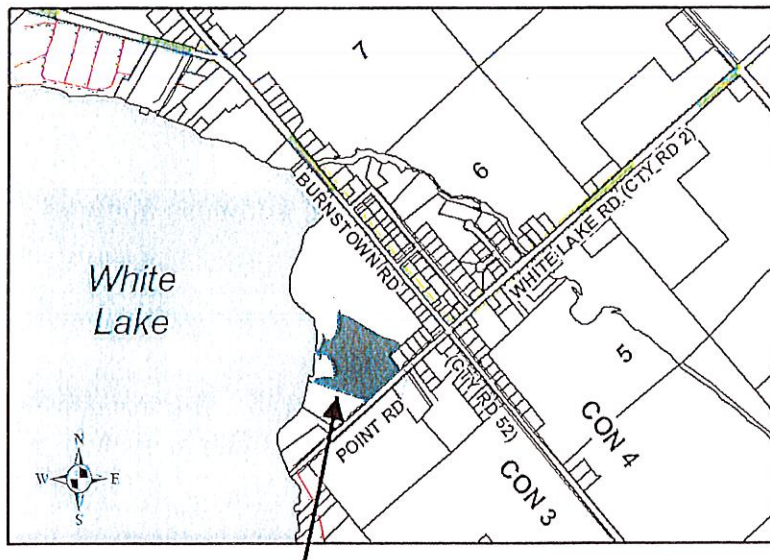 7
6
BURNSTOWN RD
WHITE LAKE RD (CTY RD 2)
White
Lake
5
(CTY RD 52)
POINT RD
CON 4
CON 3
N
W E
S